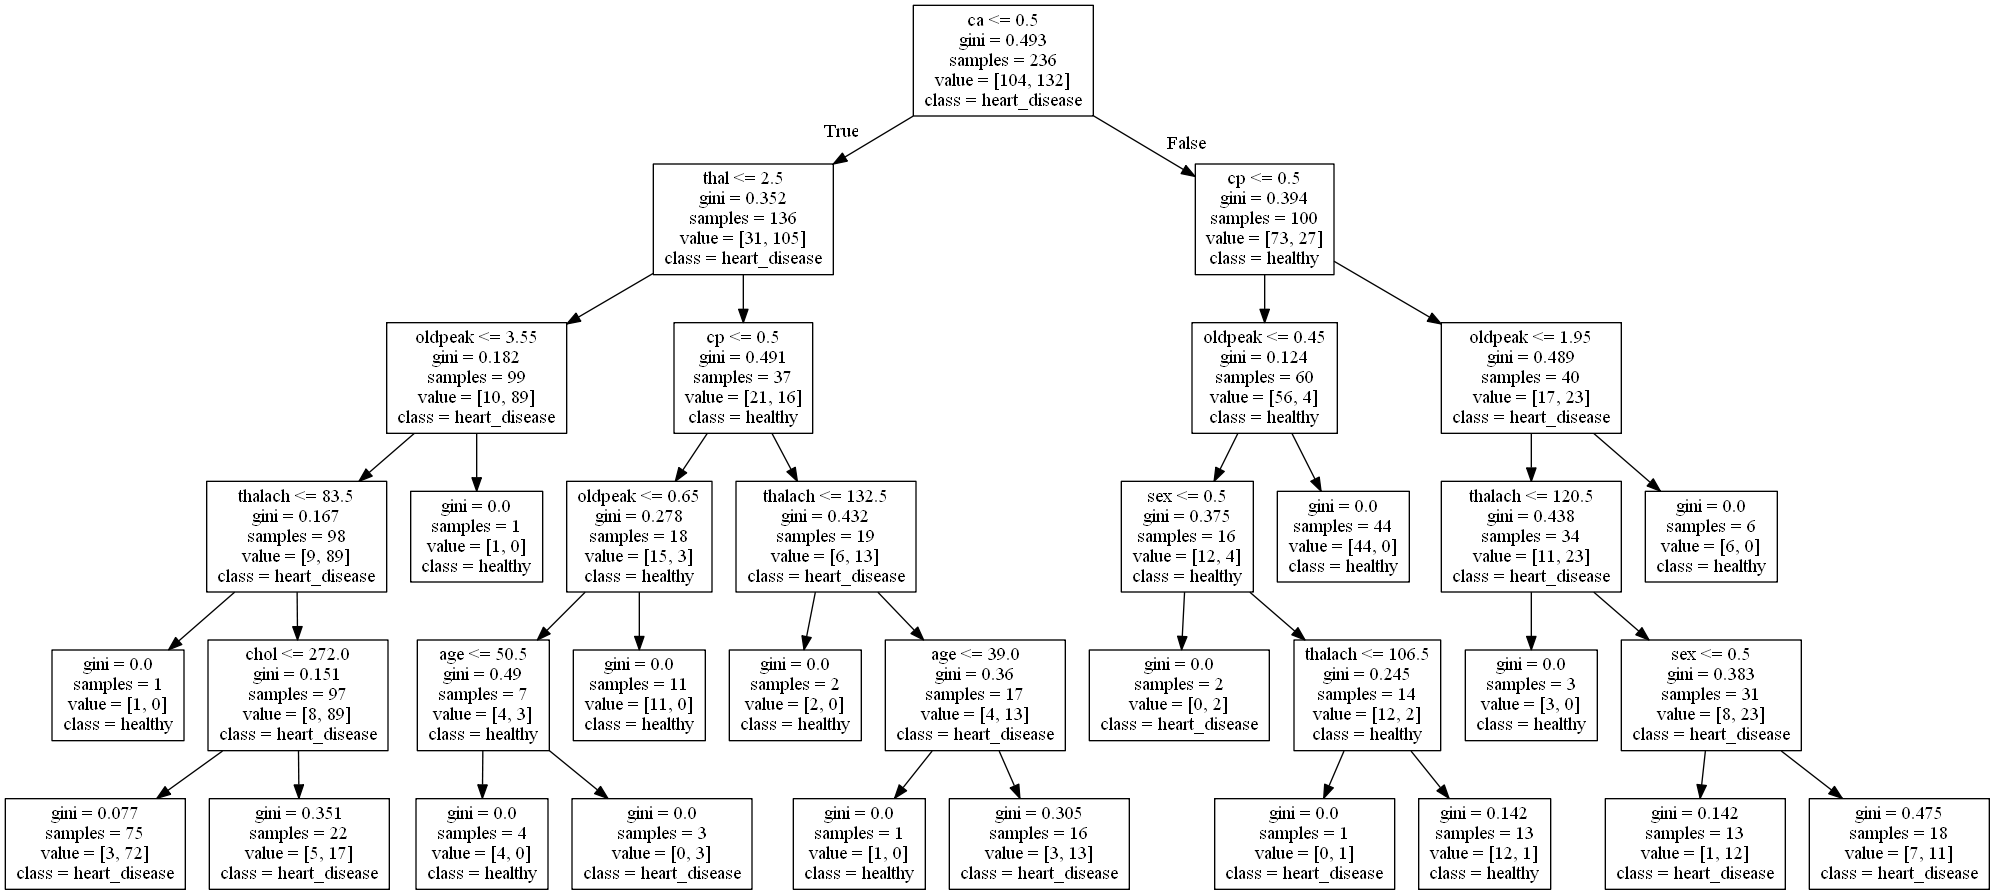 ca <= 0.5
gini = 0.493
samples = 236
value = [104, 132]
class = heart_disease
True
False
thal <= 2.5
gini = 0.352
samples = 136
value = [31, 105]
class = heart_disease
cp <= 0.5
gini = 0.394
samples = 100
value = [73, 27]
class = healthy
oldpeak <= 3.55
gini = 0.182
samples = 99
value = [10, 89]
class = heart_disease
cp <= 0.5
gini = 0.491
samples = 37
value = [21, 16]
class = healthy
oldpeak <= 0.45
gini = 0.124
samples = 60
value = [56, 4]
class = healthy
oldpeak <= 1.95
gini = 0.489
samples = 40
value = [17, 23]
class = heart_disease
thalach <= 83.5
gini = 0.167
samples = 98
value = [9, 89]
class = heart_disease
gini = 0.0
samples = 1
value = [1, 0]
class = healthy
oldpeak <= 0.65
gini = 0.278
samples = 18
value = [15, 3]
class = healthy
thalach <= 132.5
gini = 0.432
samples = 19
value = [6, 13]
class = heart_disease
sex <= 0.5
gini = 0.375
samples = 16
value = [12, 4]
class = healthy
gini = 0.0
samples = 44
value = [44, 0]
class = healthy
thalach <= 120.5
gini = 0.438
samples = 34
value = [11, 23]
class = heart_disease
gini = 0.0
samples = 6
value = [6, 0]
class = healthy
gini = 0.0
samples = 1
value = [1, 0]
class = healthy
chol <= 272.0
gini = 0.151
samples = 97
value = [8, 89]
class = heart_disease
age <= 50.5
gini = 0.49
samples = 7
value = [4, 3]
class = healthy
gini = 0.0
samples = 11
value = [11, 0]
class = healthy
gini = 0.0
samples = 2
value = [2, 0]
class = healthy
age <= 39.0
gini = 0.36
samples = 17
value = [4, 13]
class = heart_disease
gini = 0.0
samples = 2
value = [0, 2]
class = heart_disease
thalach <= 106.5
gini = 0.245
samples = 14
value = [12, 2]
class = healthy
gini = 0.0
samples = 3
value = [3, 0]
class = healthy
sex <= 0.5
gini = 0.383
samples = 31
value = [8, 23]
class = heart_disease
gini = 0.077
samples = 75
value = [3, 72]
class = heart_disease
gini = 0.351
samples = 22
value = [5, 17]
class = heart_disease
gini = 0.0
samples = 4
value = [4, 0]
class = healthy
gini = 0.0
samples = 3
value = [0, 3]
class = heart_disease
gini = 0.0
samples = 1
value = [1, 0]
class = healthy
gini = 0.305
samples = 16
value = [3, 13]
class = heart_disease
gini = 0.0
samples = 1
value = [0, 1]
class = heart_disease
gini = 0.142
samples = 13
value = [12, 1]
class = healthy
gini = 0.142
samples = 13
value = [1, 12]
class = heart_disease
gini = 0.475
samples = 18
value = [7, 11]
class = heart_disease